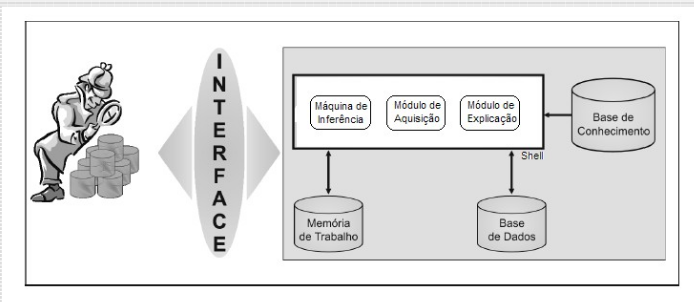 INTERFACE
Máquina de
Inferência
Módulo de
Aquisição
Módulo de
Explicação
Base de
Conhecimento
Shell
Memória
de Trabalho
Base
de Dados